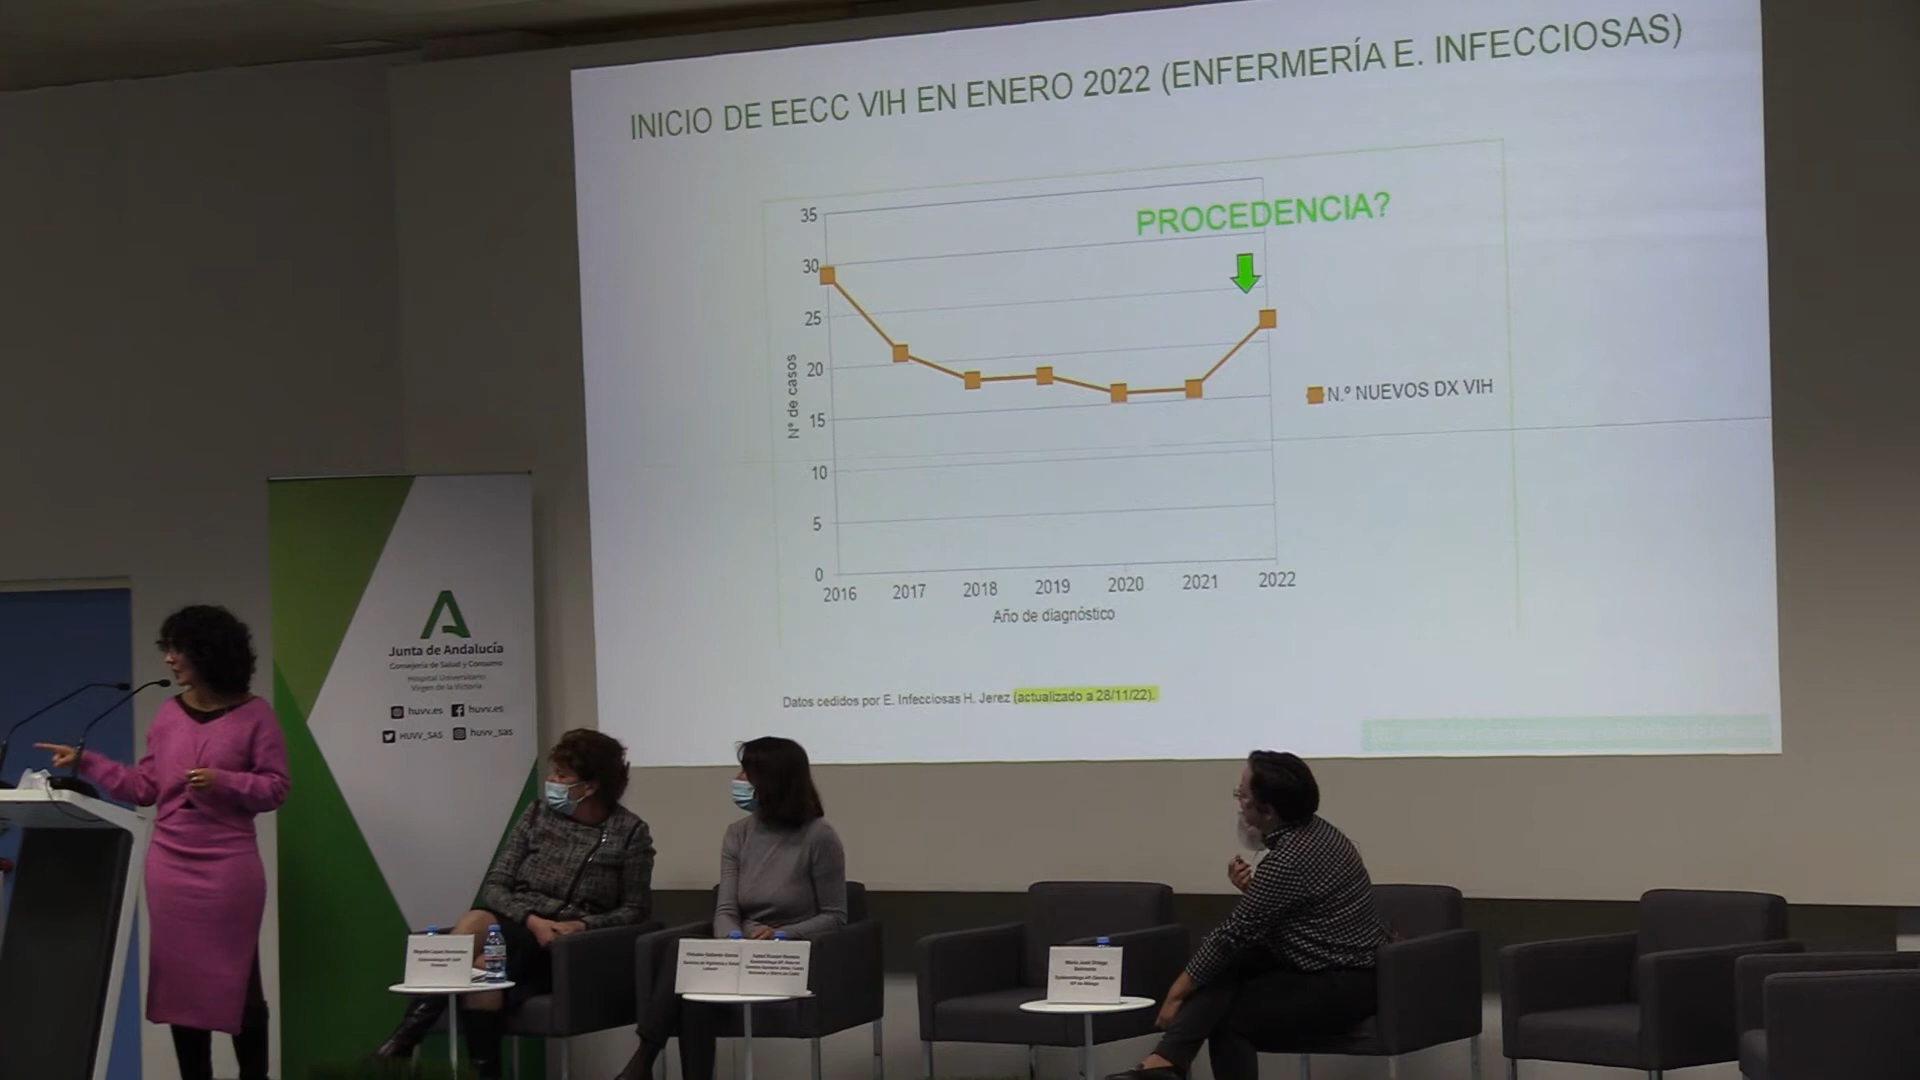 INICIO DE EECC VIH EN ENERO 2022 (ENFERMERÍA E. INFECCIOSAS)
PROCEDENCIA?
35
30
25
20
15
10
5
0
Nº de casos
2016 2017 2018 2019 2020 2021 2022
Año de diagnóstico
N.º NUEVOS DX VIH
Datos cedidos por E. Infecciosas H. Jerez (actualizado a 28/11/22).
Junta de Andalucía
Consejería de Salud y Consumo
Hospital Universitario
Virgen de la Victoria
huvv.es huvv.es
HUVV_SAS huvv_sas